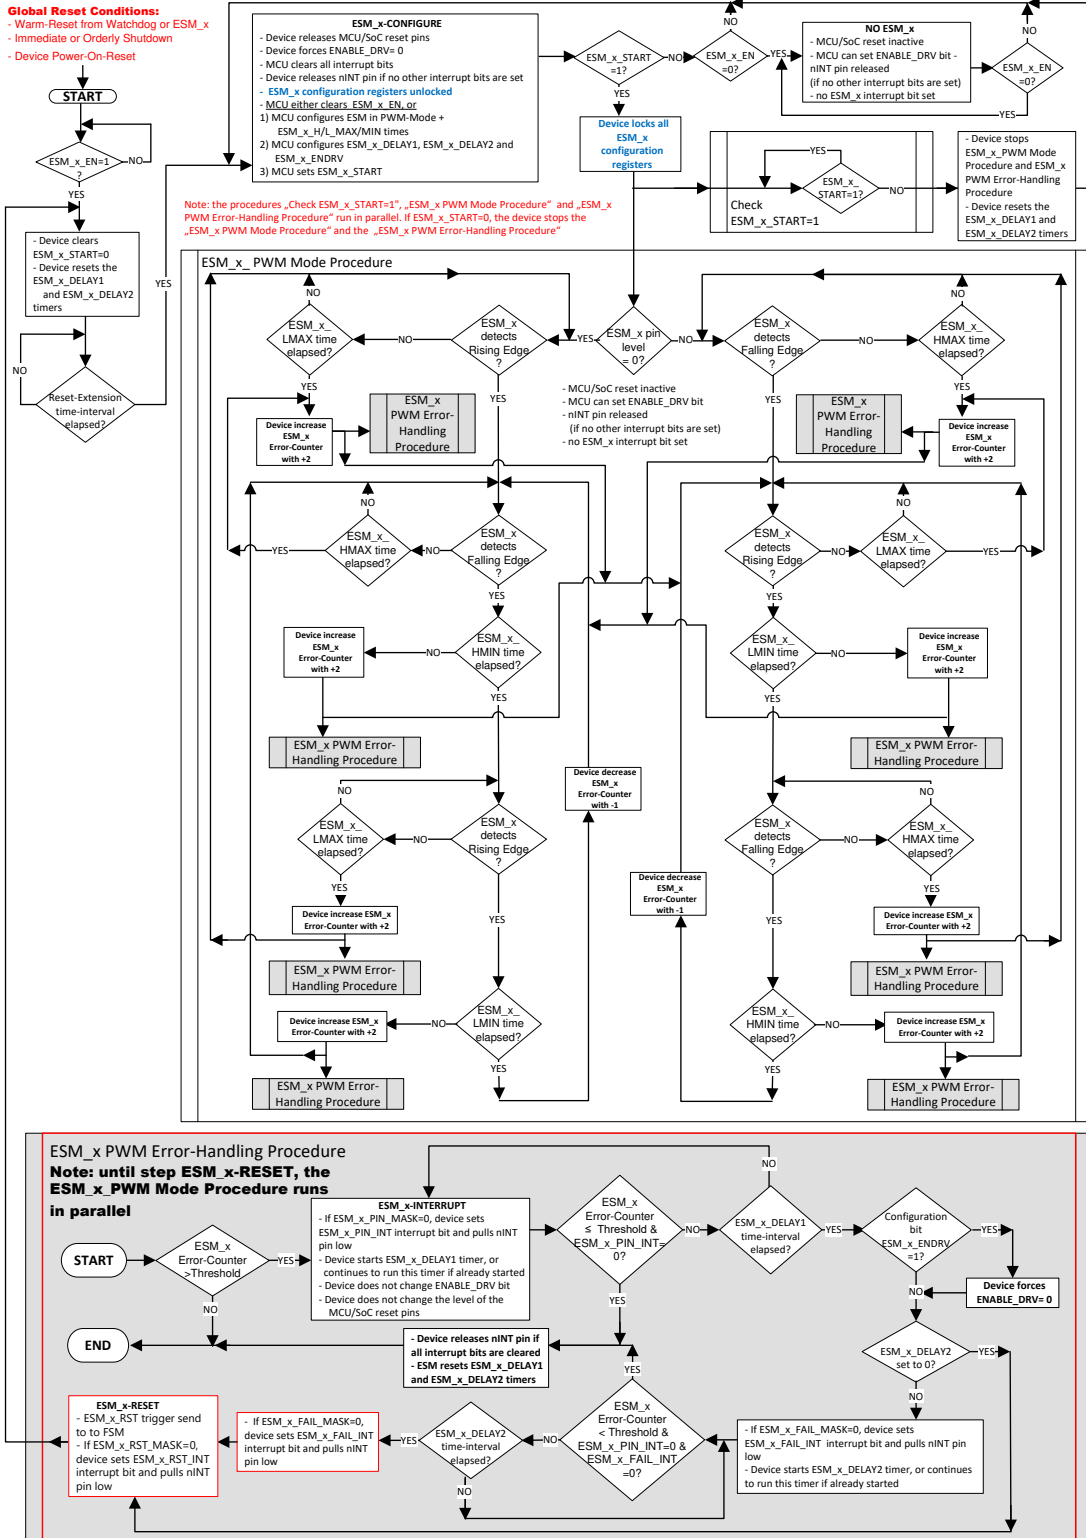 Global Reset Conditions:
- Warm-Reset from Watchdog or ESM_x
- Immediate or Orderly Shutdown
- Device Power-On-Reset
START
ESM_x_EN=1
?
NO
YES
- Device clears
ESM_x_START=0
- Device resets the
ESM_x_DELAY1
and ESM_x_DELAY2
timers
NO
Reset-Extension
time-interval
elapsed?
YES
ESM_x-CONFIGURE
- Device releases MCU/SoC reset pins
- Device forces ENABLE_DRV= 0
- MCU clears all interrupt bits
- Device releases nINT pin if no other interrupt bits are set
- ESM_x configuration registers unlocked
- MCU either clears ESM_x_EN, or
1) MCU configures ESM in PWM-Mode +
ESM_x_H/L_MAX/MIN times
2) MCU configures ESM_x_DELAY1, ESM_x_DELAY2 and
ESM_x_ENDRV
3) MCU sets ESM_x_START
ESM_x_START
=1?
NO
YES
NO
ESM_x_EN
=0?
YES
NO ESM_x
- MCU/SoC reset inactive
- MCU can set ENABLE_DRV bit -
nINT pin released
(if no other interrupt bits are set)
- no ESM_x interrupt bit set
NO
ESM_x_EN
=0?
YES
Device locks all
ESM_x
configuration
registers
YES
ESM_x_
START=1?
NO
Check
ESM_x_START=1
- Device stops
ESM_x_PWM Mode
Procedure and ESM_x
PWM Error-Handling
Procedure
- Device resets the
ESM_x_DELAY1 and
ESM_x_DELAY2 timers
Note: the procedures „Check ESM_x_START=1", „ESM_x PWM Mode Procedure“ and „ESM_x
PWM Error-Handling Procedure“ run in parallel. If ESM_x_START=0, the device stops the
„ESM_x PWM Mode Procedure“ and the „ESM_x PWM Error-Handling Procedure“
ESM_x_ PWM Mode Procedure
NO
ESM_x_
LMAX time
elapsed?
NO
ESM_x
detects
Rising Edge
?
YES
ESM_x pin
level
= 0?
NO
ESM_x
detects
Falling Edge
?
NO
NO
ESM_x_
HMAX time
elapsed?
YES
YES
YES
YES
- MCU/SoC reset inactive
- MCU can set ENABLE_DRV bit
- nINT pin released
(if no other interrupt bits are set)
- no ESM_x interrupt bit set
Device increase
ESM_x
Error-Counter
with +2
ESM_x
PWM Error-
Handling
Procedure
ESM_x
PWM Error-
Handling
Procedure
Device increase
ESM_x
Error-Counter
with +2
NO
YES
ESM_x_
HMAX time
elapsed?
NO
ESM_x
detects
Falling Edge
?
YES
ESM_x
detects
Rising Edge
?
NO
NO
ESM_x_
LMAX time
elapsed?
YES
YES
Device increase
ESM_x
Error-Counter
with +2
NO
ESM_x_
HMIN time
elapsed?
YES
ESM_x_
LMIN time
elapsed?
NO
Device increase
ESM_x
Error-Counter
with +2
YES
ESM_x PWM Error-
Handling Procedure
ESM_x PWM Error-
Handling Procedure
Device decrease
ESM_x
Error-Counter
with -1
NO
ESM_x_
LMAX time
elapsed?
NO
ESM_x
detects
Rising Edge
?
ESM_x
detects
Falling Edge
?
NO
NO
ESM_x_
HMAX time
elapsed?
YES
YES
YES
YES
Device decrease
ESM_x
Error-Counter
with -1
Device increase ESM_x
Error-Counter with +2
Device increase ESM_x
Error-Counter with +2
ESM_x PWM Error-
Handling Procedure
ESM_x PWM Error-
Handling Procedure
Device increase ESM_x
Error-Counter with +2
NO
ESM_x_
LMIN time
elapsed?
YES
ESM_x_
HMIN time
elapsed?
NO
Device increase ESM_x
Error-Counter with +2
YES
ESM_x PWM Error-
Handling Procedure
ESM_x PWM Error-
Handling Procedure
ESM_x PWM Error-Handling Procedure
Note: until step ESM_x-RESET, the
ESM_x_PWM Mode Procedure runs
in parallel
START
ESM_x
Error-Counter
>Threshold
YES
NO
ESM_x-INTERRUPT
- If ESM_x_PIN_MASK=0, device sets
ESM_x_PIN_INT interrupt bit and pulls nINT
pin low
- Device starts ESM_x_DELAY1 timer, or
continues to run this timer if already started
- Device does not change ENABLE_DRV bit
- Device does not change the level of the
MCU/SoC reset pins
ESM_x
Error-Counter
≤ Threshold &
ESM_x_PIN_INT=
0?
NO
YES
NO
ESM_x_DELAY1
time-interval
elapsed?
YES
Configuration
bit
ESM_x_ENDRV
=1?
YES
NO
Device forces
ENABLE_DRV= 0
END
- Device releases nINT pin if
all interrupt bits are cleared
- ESM resets ESM_x_DELAY1
and ESM_x_DELAY2 timers
YES
ESM_x_DELAY2
set to 0?
YES
NO
ESM_x-RESET
- ESM_x_RST trigger send
to to FSM
- If ESM_x_RST_MASK=0,
device sets ESM_x_RST_INT
interrupt bit and pulls nINT
pin low
- If ESM_x_FAIL_MASK=0,
device sets ESM_x_FAIL_INT
interrupt bit and pulls nINT
pin low
YES
ESM_x_DELAY2
time-interval
elapsed?
NO
NO
ESM_x
Error-Counter
< Threshold &
ESM_x_PIN_INT=0 &
ESM_x_FAIL_INT
=0?
- If ESM_x_FAIL_MASK=0, device sets
ESM_x_FAIL_INT interrupt bit and pulls nINT pin
low
- Device starts ESM_x_DELAY2 timer, or continues
to run this timer if already started